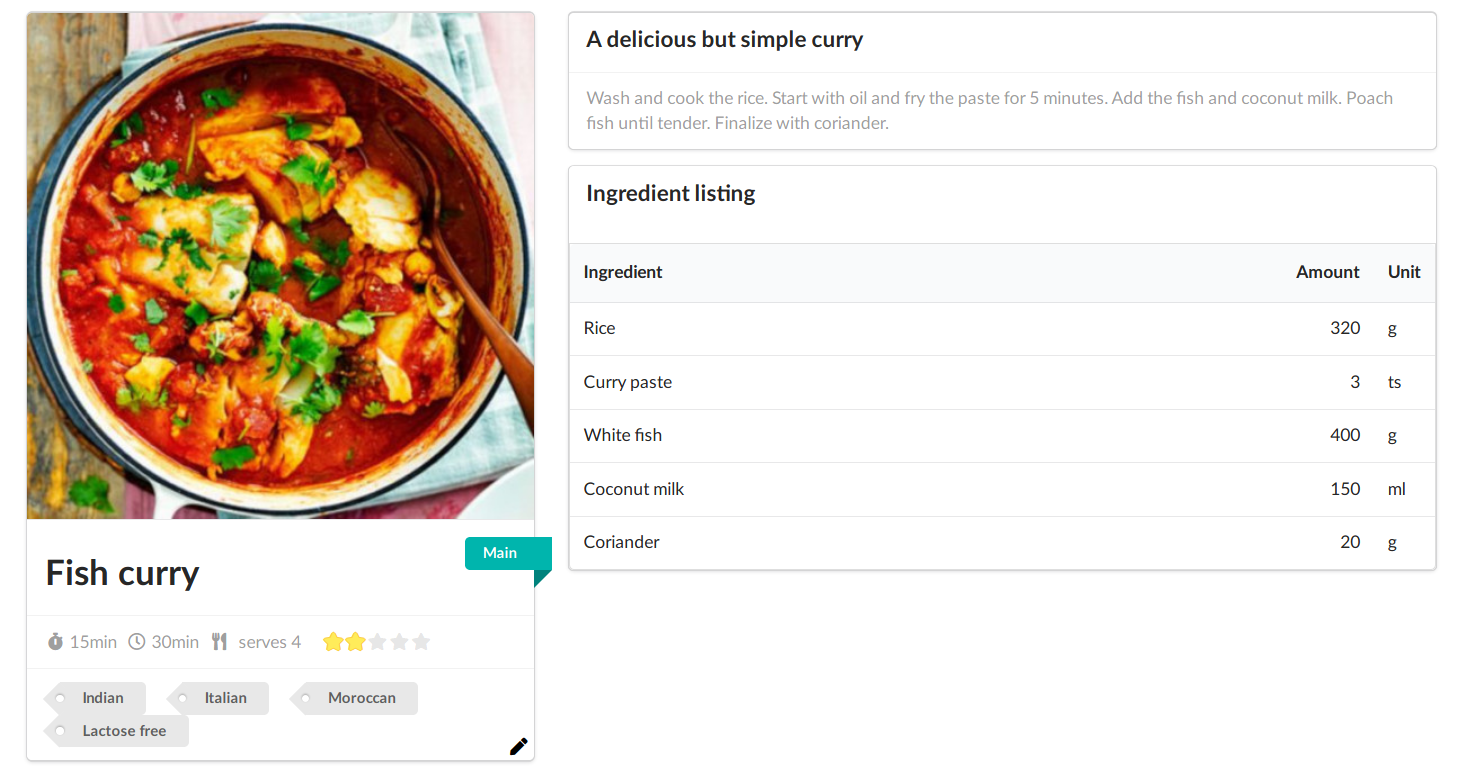 Main
Fish curry
15min 30min serves 4
Indian Italian Moroccan
Lactose free
A delicious but simple curry
Wash and cook the rice. Start with oil and fry the paste for 5 minutes. Add the fish and coconut milk. Poach
fish until tender. Finalize with coriander.
Ingredient listing
Ingredient Amount Unit
Rice 320 g
Curry paste 3 ts
White fish 400 g
Coconut milk 150 ml
Coriander 20 g